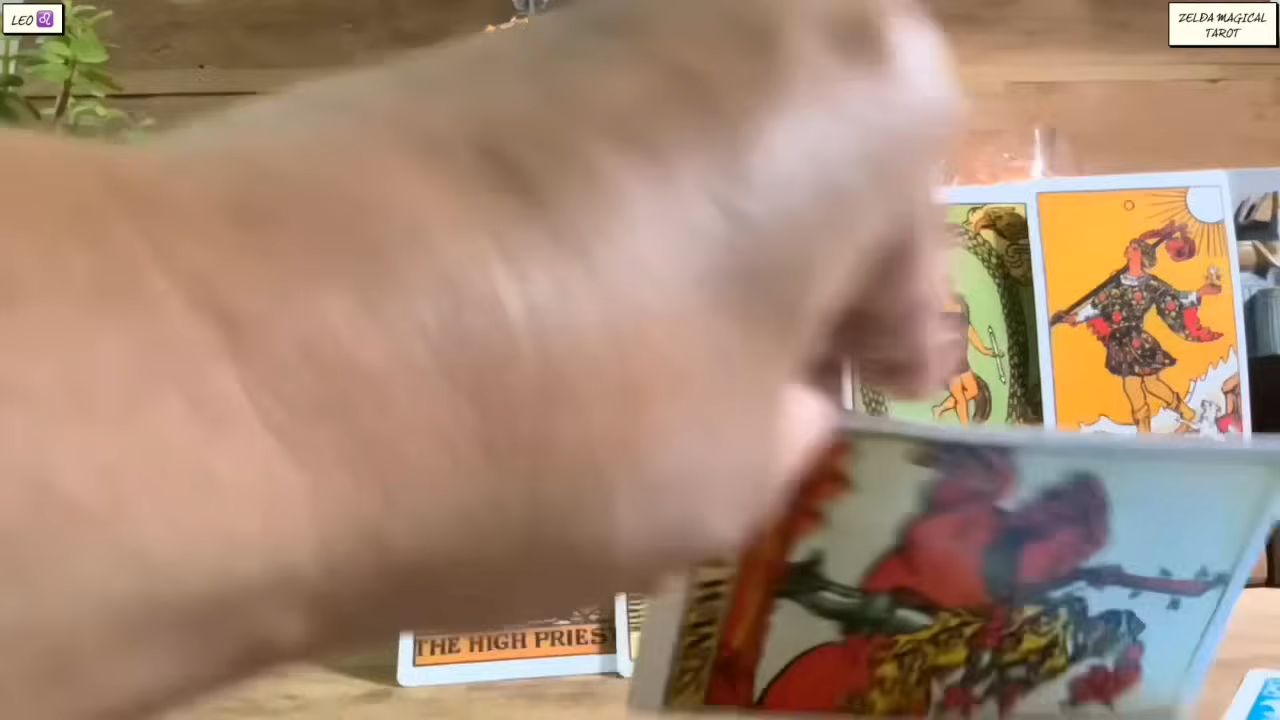 LEO ♌
ZELDA MAGICAL
TAROT
THE HIGH PRIES